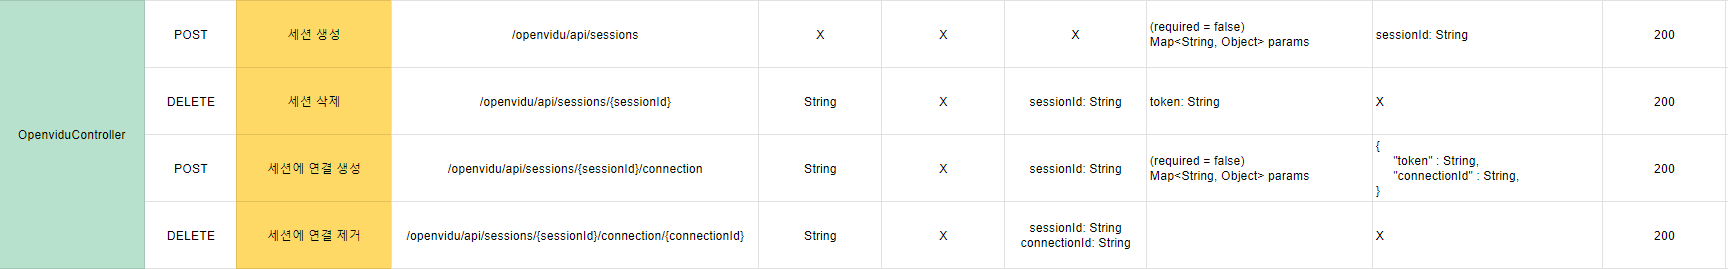 OpenviduController
POST
세션 생성
/openvidu/api/sessions
X
X
X
(required = false)
Map<String, Object> params
sessionId: String
200
DELETE
세션 삭제
/openvidu/api/sessions/{sessionId}
String
X
sessionId: String
token: String
X
200
POST
세션에 연결 생성
/openvidu/api/sessions/{sessionId}/connection
String
X
sessionId: String
(required = false)
Map<String, Object> params
{
"token" : String,
"connectionId" : String,
}
200
DELETE
세션에 연결 제거
/openvidu/api/sessions/{sessionId}/connection/{connectionId}
String
X
sessionId: String
connectionId: String
X
200